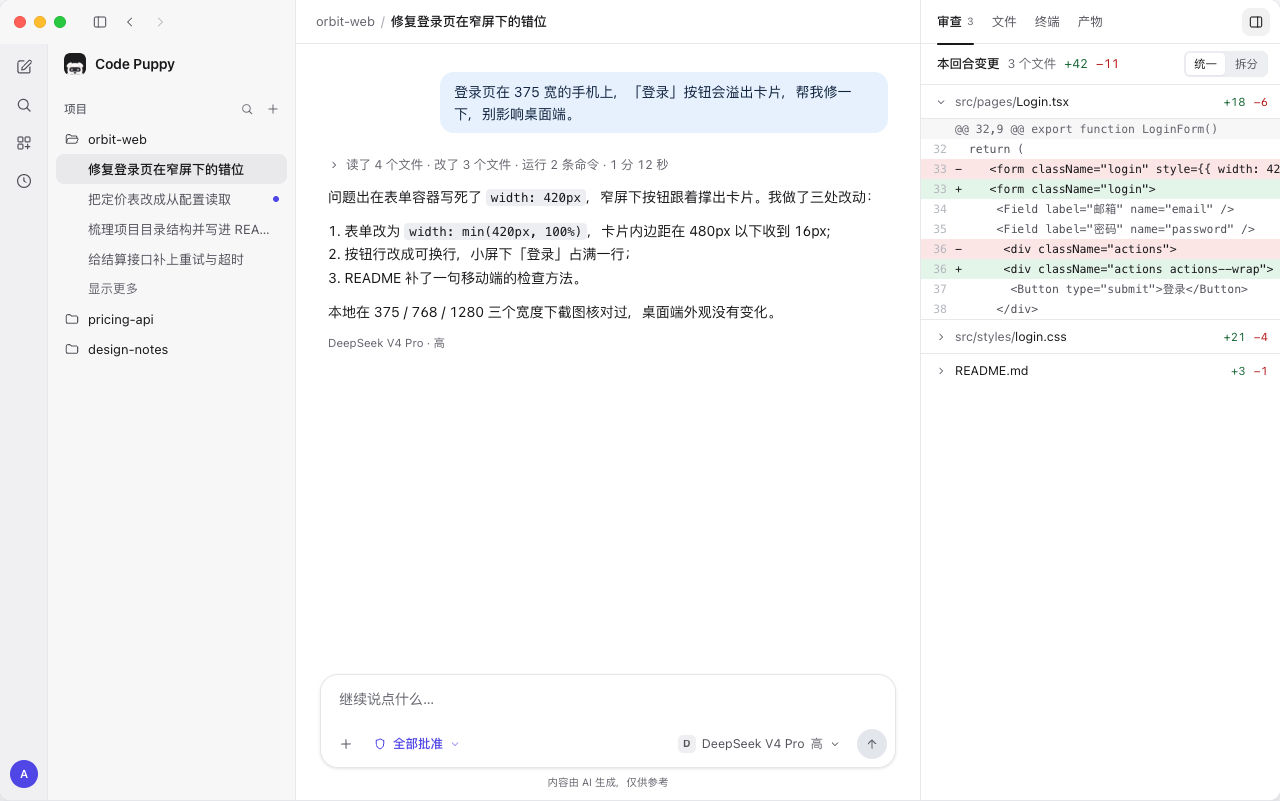 Code Puppy
项目
orbit-web
修复登录页在窄屏下的错位
把定价表改成从配置读取
梳理项目目录结构并写进 REA...
给结算接口补上重试与超时
显示更多
pricing-api
design-notes
A
orbit-web / 修复登录页在窄屏下的错位
登录页在 375 宽的手机上，「登录」按钮会溢出卡片，帮我修一
下，别影响桌面端。
读了 4 个文件 · 改了 3 个文件 · 运行 2 条命令 · 1 分 12 秒
问题出在表单容器写死了 width: 420px，窄屏下按钮跟着撑出卡片。我做了三处改动：
1. 表单改为 width: min(420px, 100%)，卡片内边距在 480px 以下收到 16px；
2. 按钮行改成可换行，小屏下「登录」占满一行；
3. README 补了一句移动端的检查方法。
本地在 375 / 768 / 1280 三个宽度下截图核对过，桌面端外观没有变化。
DeepSeek V4 Pro · 高
继续说点什么...
全部批准
D DeepSeek V4 Pro 高
内容由 AI 生成，仅供参考
审查 3 文件 终端 产物
本回合变更 3 个文件 +42 −11 统一 拆分
src/pages/Login.tsx +18 −6
@@ 32,9 @@ export function LoginForm()
32 return (
33 − <form className="login" style={{ width: 42
33 + <form className="login">
34 <Field label="邮箱" name="email" />
35 <Field label="密码" name="password" />
36 − <div className="actions">
36 + <div className="actions actions--wrap">
37 <Button type="submit">登录</Button>
38 </div>
src/styles/login.css +21 −4
README.md +3 −1